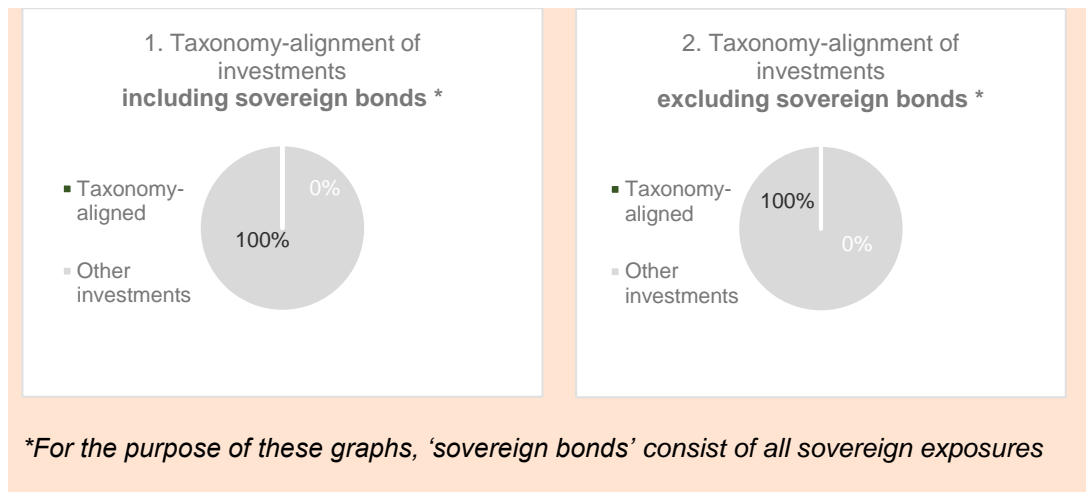 1. Taxonomy-alignment of
investments
including sovereign bonds *
Taxonomy-
aligned
Other
investments
0%
100%
2. Taxonomy-alignment of
investments
excluding sovereign bonds *
Taxonomy-
aligned
Other
investments
100%
0%
*For the purpose of these graphs, ‘sovereign bonds’ consist of all sovereign exposures